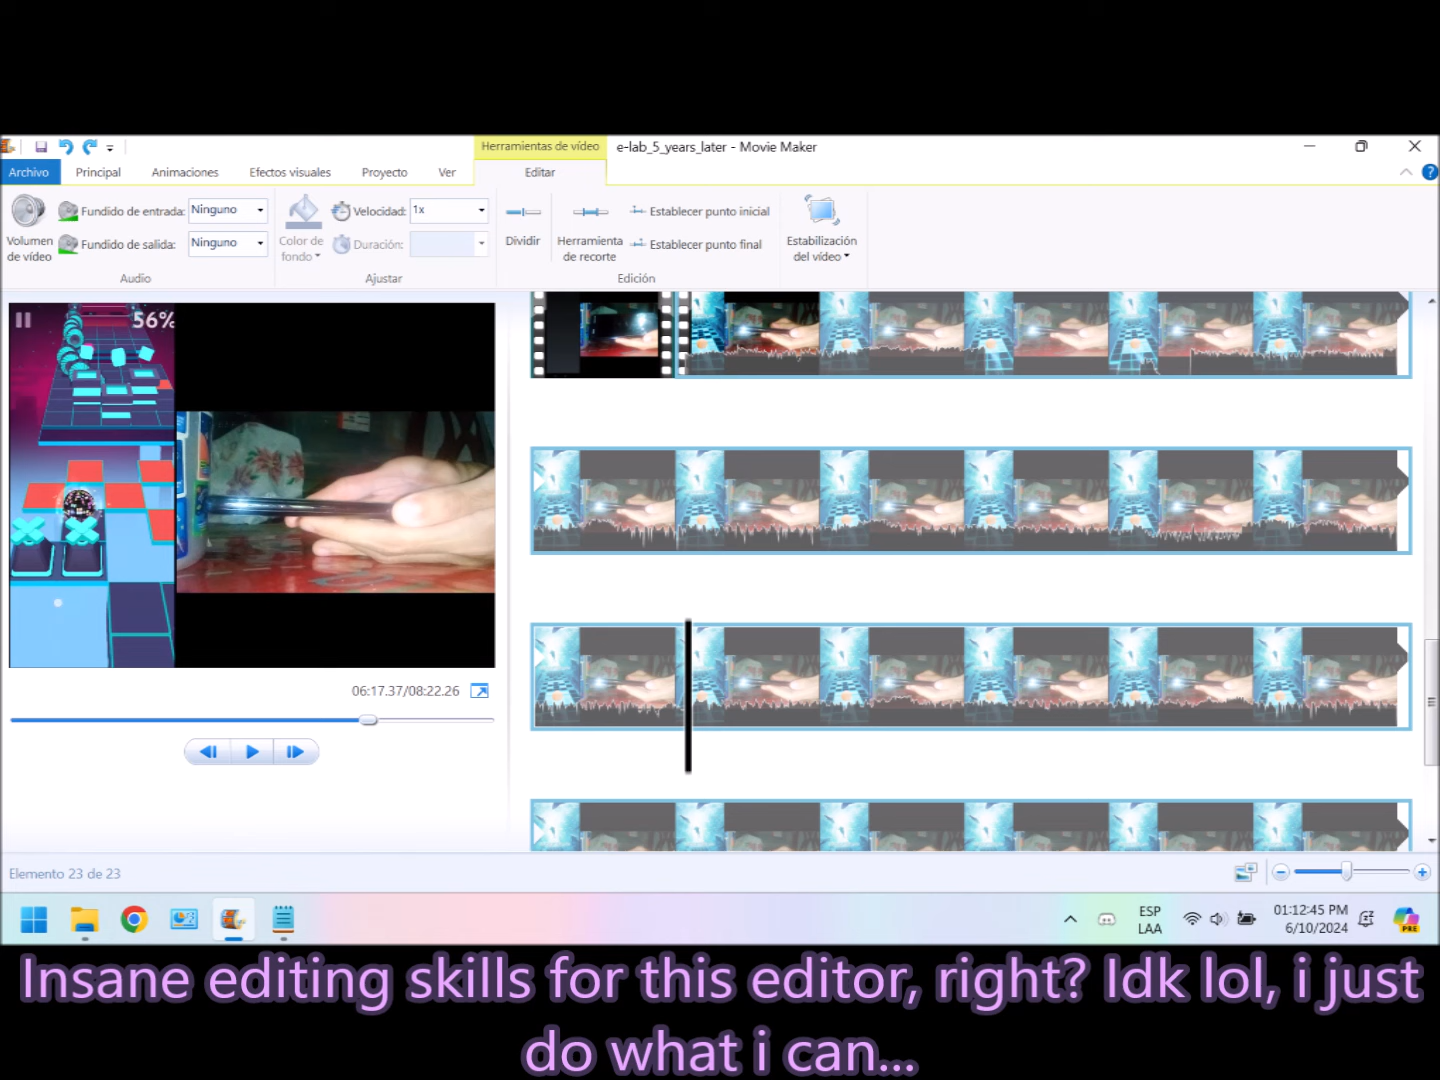 Herramientas de vídeo
e-lab_5_years_later - Movie Maker
Archivo
Principal
Animaciones
Efectos visuales
Proyecto
Ver
Editar
Volumen
de vídeo
Fundido de entrada:
Ninguno
Fundido de salida:
Ninguno
Audio
Color de
fondo
Velocidad:
1x
Duración:
Ajustar
Dividir
Herramienta
de recorte
Establecer punto inicial
Establecer punto final
Edición
Estabilización
del vídeo
56%
06:17.37/08:22.26
Elemento 23 de 23
ESP
LAA
01:12:45 PM
6/10/2024
PRE
Insane editing skills for this editor, right? Idk lol, i just
do what i can...